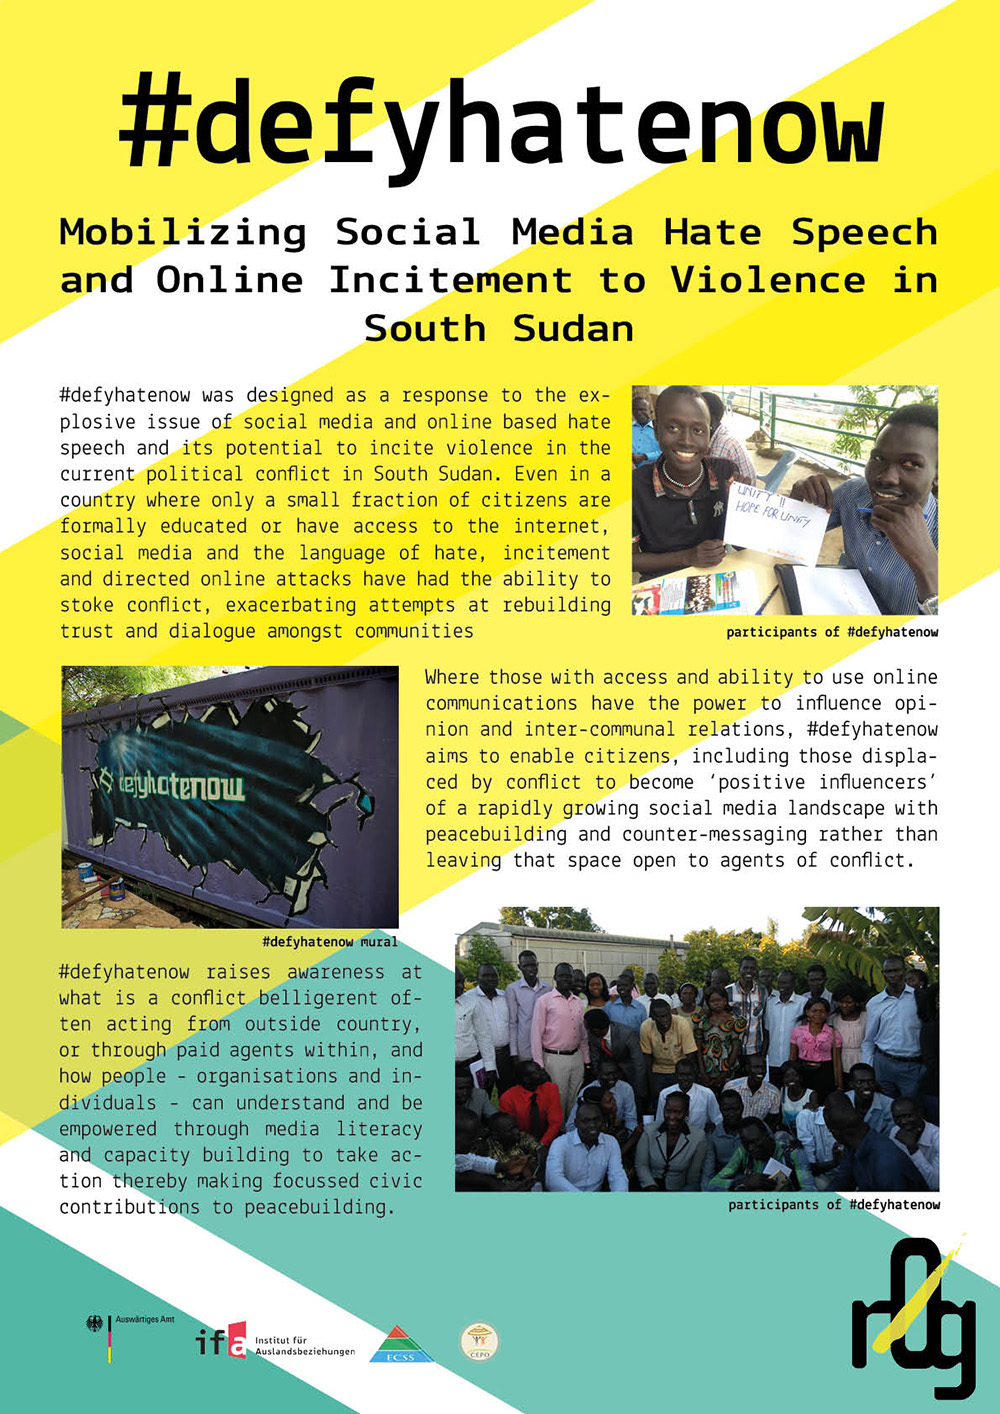 #defyhatenow
Mobilizing Social Media Hate Speech
and Online Incitement to Violence in
South Sudan
#defyhatenow was designed as a response to the ex-
plosive issue of social media and online based hate
speech and its potential to incite violence in the
current political conflict in South Sudan. Even in a
country where only a small fraction of citizens are
formally educated or have access to the internet,
social media and the language of hate, incitement
and directed online attacks have had the ability to
stoke conflict, exacerbating attempts at rebuilding
trust and dialogue amongst communities
UNITY !!
HOPE FOR UNITY
participants of #defyhatenow
#defyhatenow
#defyhatenow mural
Where those with access and ability to use online
communications have the power to influence opi-
nion and inter-communal relations, #defyhatenow
aims to enable citizens, including those displa-
ced by conflict to become ‘positive influencers’
of a rapidly growing social media landscape with
peacebuilding and counter-messaging rather than
leaving that space open to agents of conflict.
#defyhatenow raises awareness at
what is a conflict belligerent of-
ten acting from outside country,
or through paid agents within, and
how people - organisations and in-
dividuals - can understand and be
empowered through media literacy
and capacity building to take ac-
tion thereby making focussed civic
contributions to peacebuilding.
participants of #defyhatenow
Auswärtiges Amt
ifa
Institut für
Auslandsbeziehungen
ECSS
CEPO
r0g